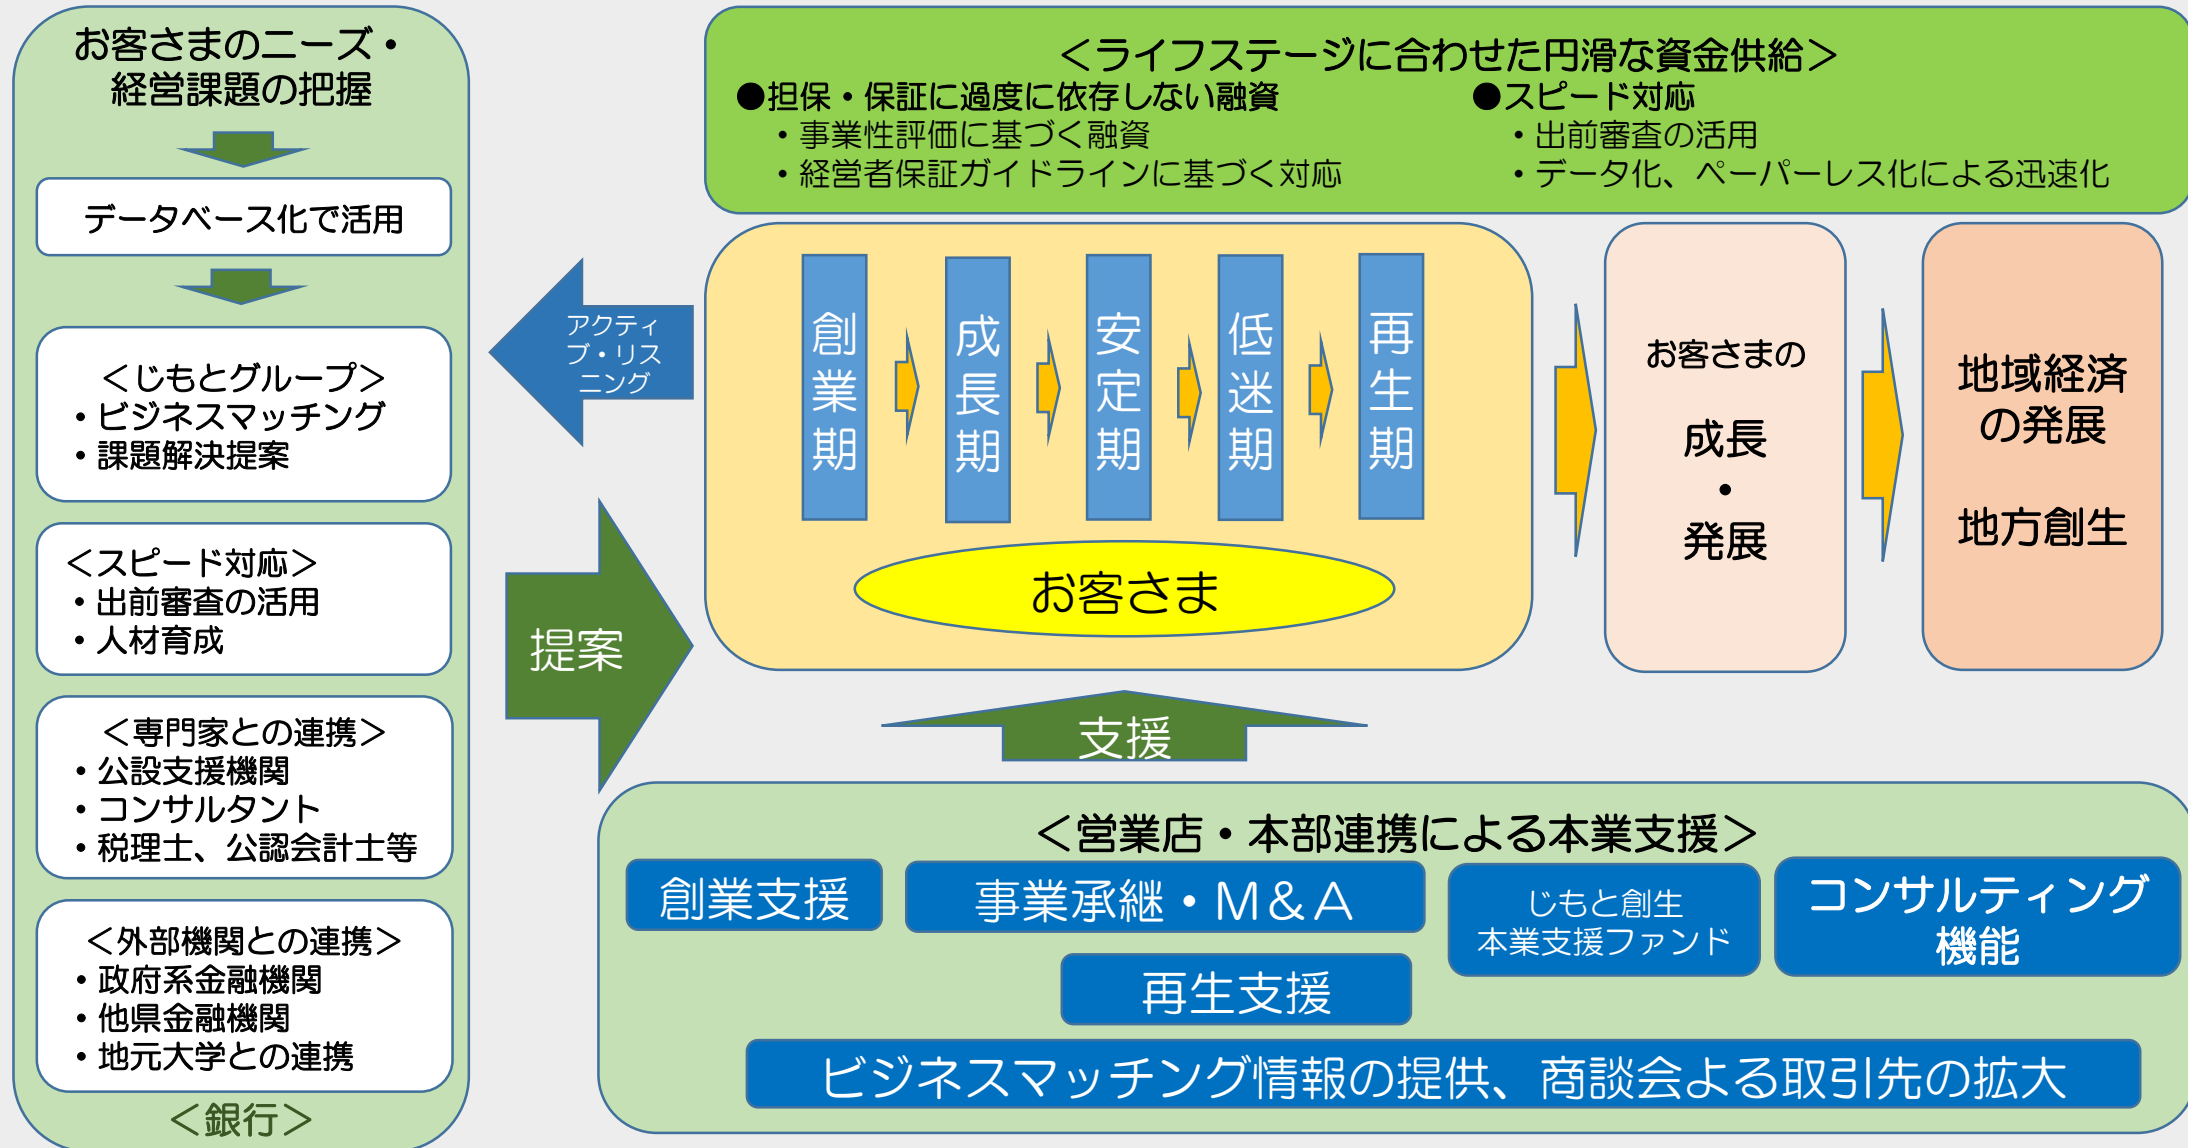 お客さまのニーズ・
経営課題の把握
データベース化で活用
＜じもとグループ＞
・ビジネスマッチング
・課題解決提案
＜スピード対応＞
・出前審査の活用
・人材育成
＜専門家との連携＞
・公設支援機関
・コンサルタント
・税理士、公認会計士等
＜外部機関との連携＞
・政府系金融機関
・他県金融機関
・地元大学との連携
＜銀行＞
アクティ
ブ・リス
ニング
提案
＜ライフステージに合わせた円滑な資金供給＞
●担保・保証に過度に依存しない融資
・事業性評価に基づく融資
・経営者保証ガイドラインに基づく対応
●スピード対応
・出前審査の活用
・データ化、ペーパーレス化による迅速化
創業期
成長期
安定期
低迷期
再生期
お客さま
お客さまの
成長
・
発展
地域経済
の発展
地方創生
支援
＜営業店・本部連携による本業支援＞
創業支援
事業承継・Ｍ＆Ａ
じもと創生
本業支援ファンド
コンサルティング
機能
再生支援
ビジネスマッチング情報の提供、商談会よる取引先の拡大